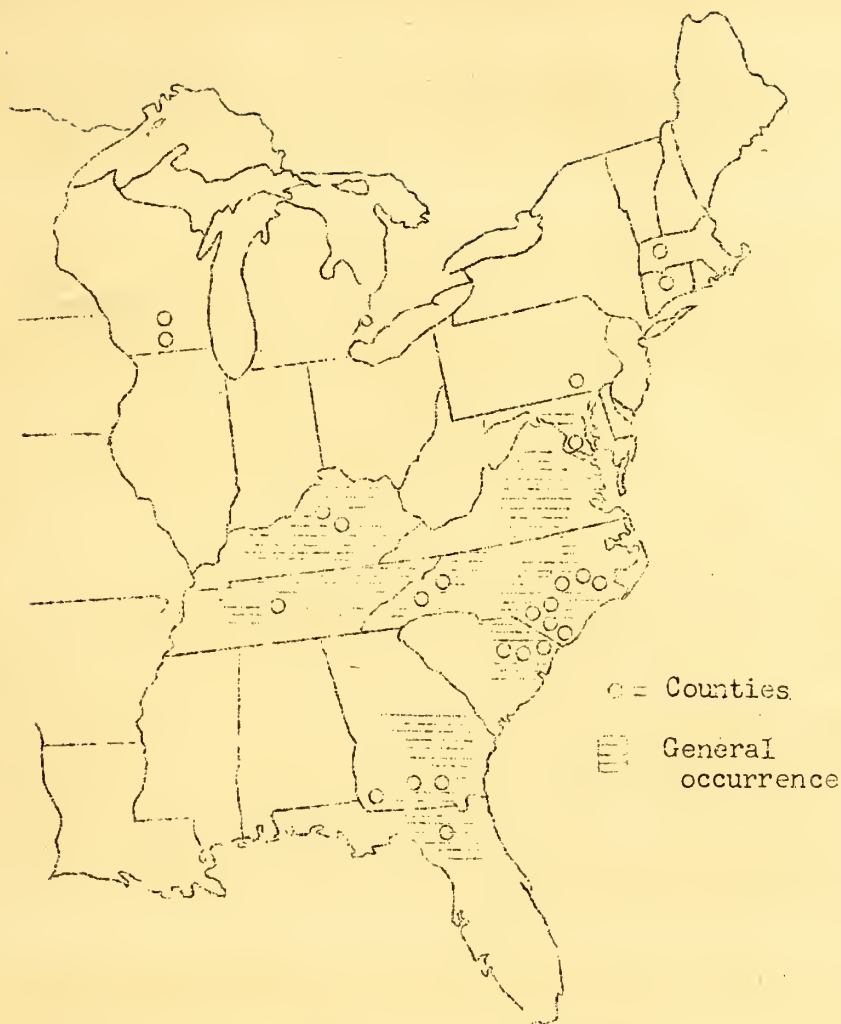 ○ = Counties
General
occurrence